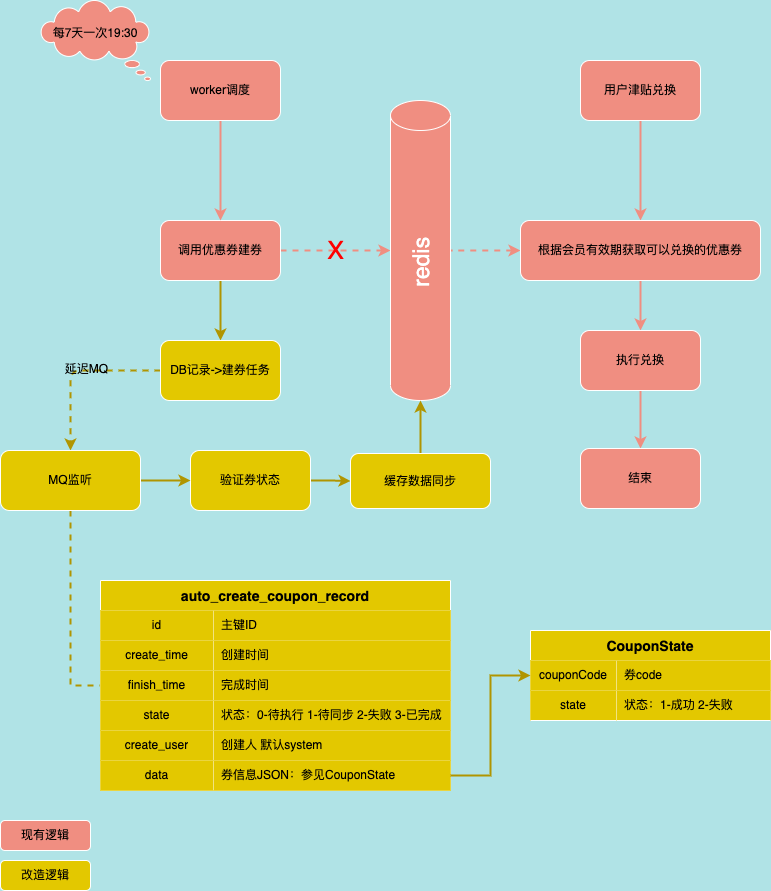 每7天一次19:30
worker调度
用户津贴兑换
调用优惠券建券
X
redis
根据会员有效期获取可以兑换的优惠券
延迟MQ
DB记录->建券任务
执行兑换
MQ监听
验证券状态
缓存数据同步
结束
auto_create_coupon_record
id 主键ID
create_time 创建时间
finish_time 完成时间
state 状态：0-待执行 1-待同步 2-失败 3-已完成
create_user 创建人 默认system
data 券信息JSON：参见CouponState
CouponState
couponCode 券code
state 状态：1-成功 2-失败
现有逻辑
改造逻辑